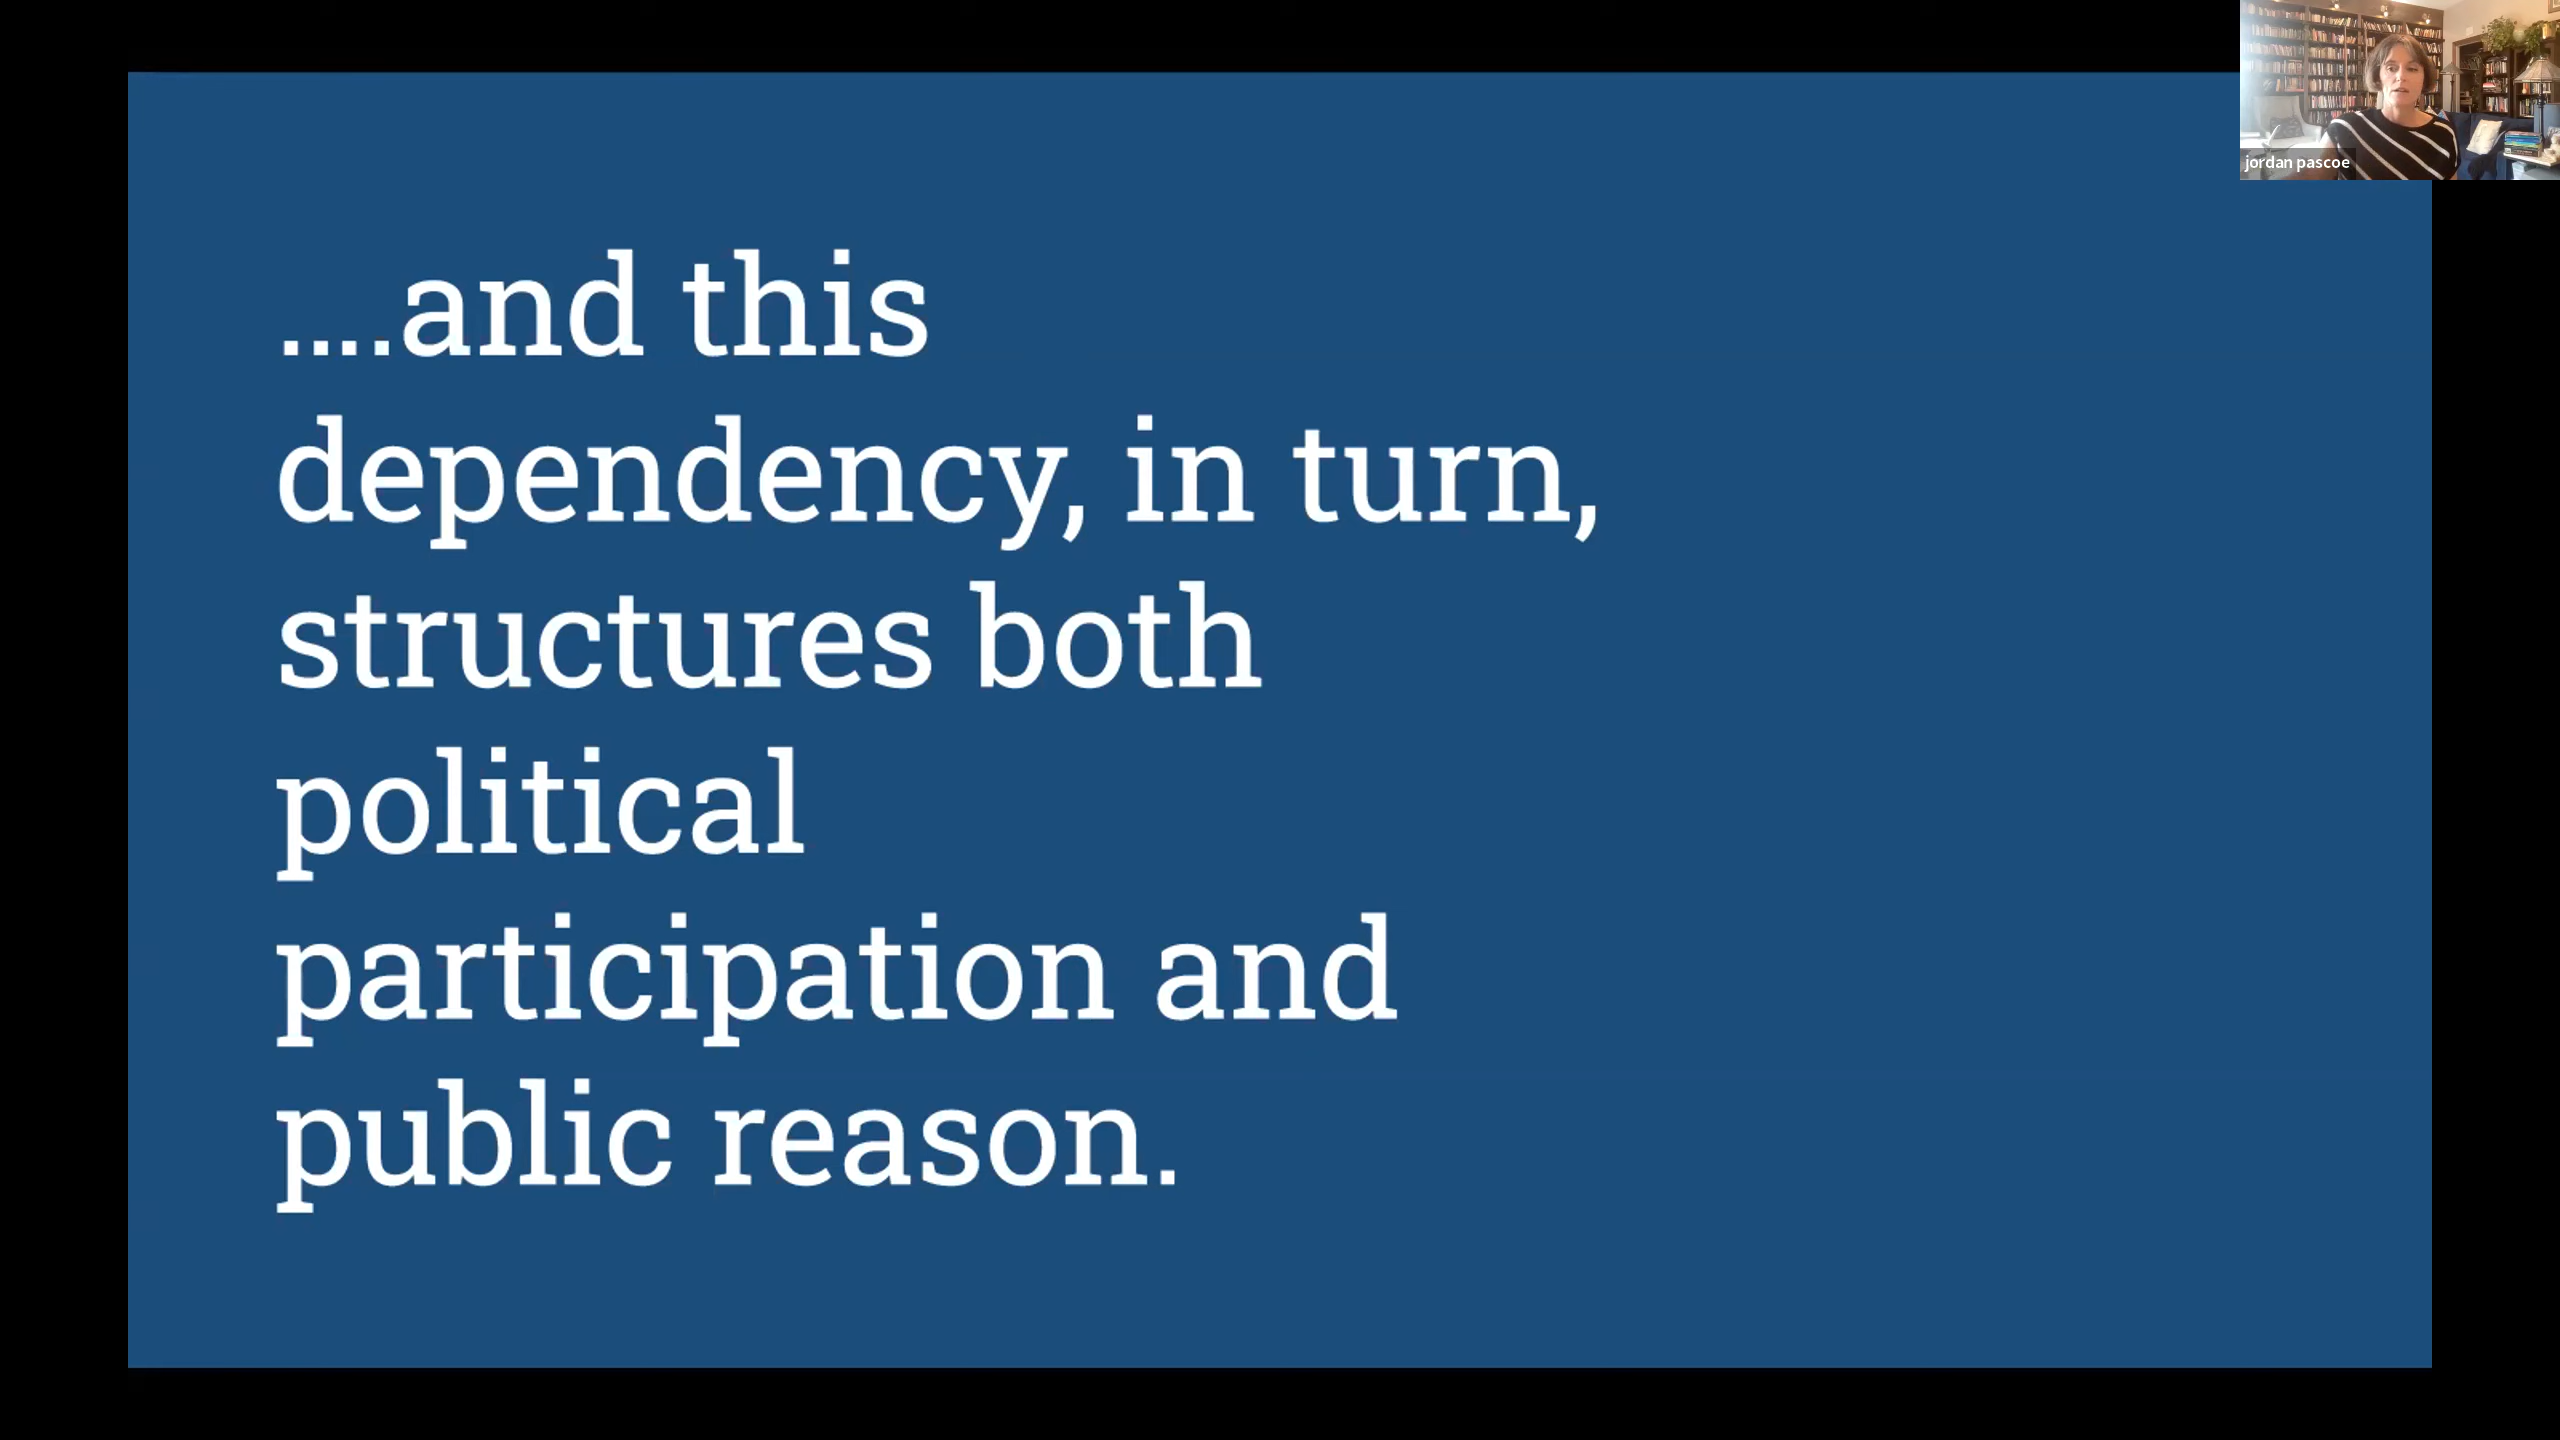 ....and this
dependency, in turn,
structures both
political
participation and
public reason.
jordan pascoe